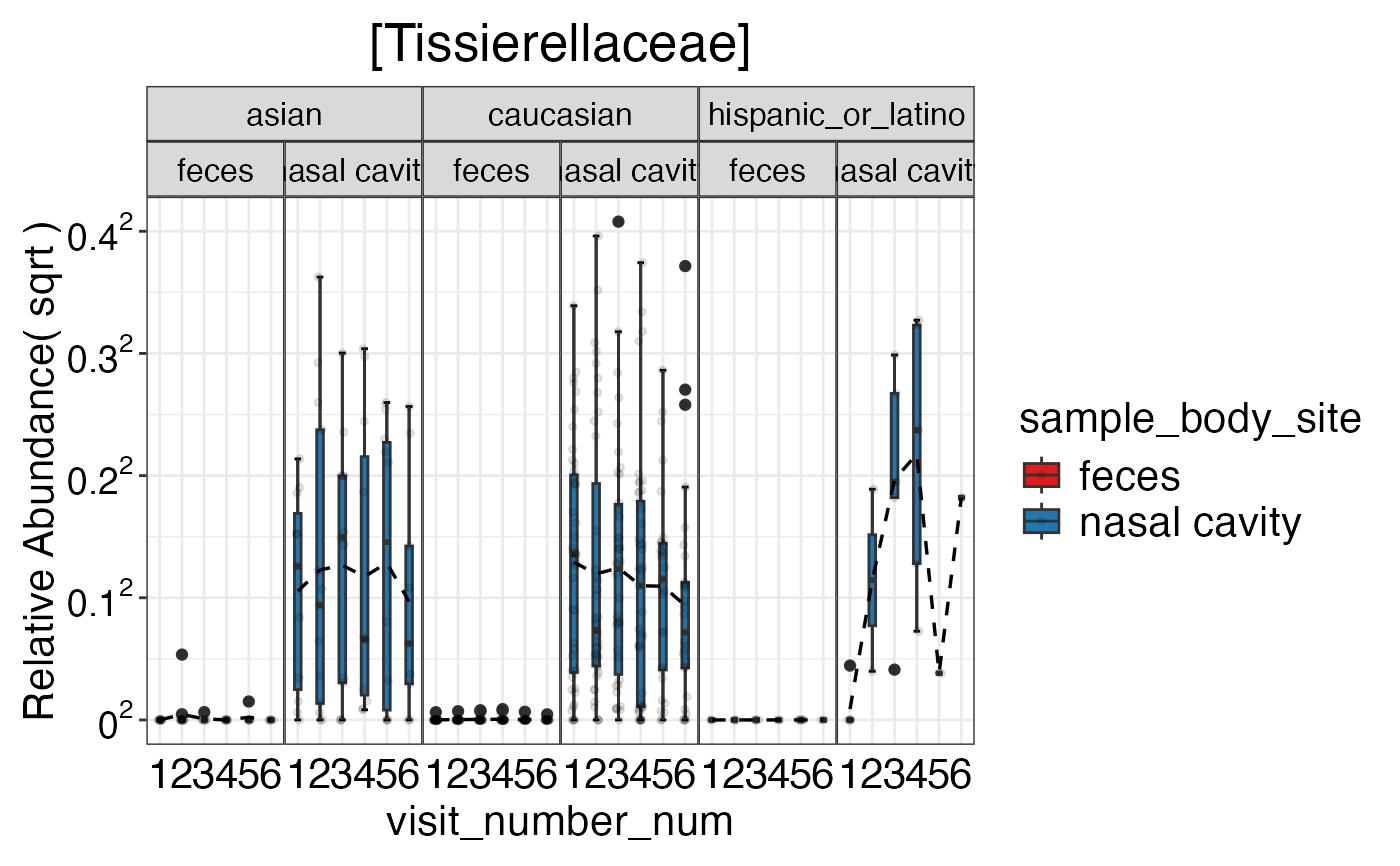 [Tissierellaceae]
asian caucasian hispanic_or_latino
feces asal cavit feces asal cavit feces asal cavit
0.4²
0.3²
0.2²
0.1²
0²
Relative Abundance( sqrt )
123456 123456 123456 123456 123456 123456
visit_number_num
sample_body_site
feces
nasal cavity